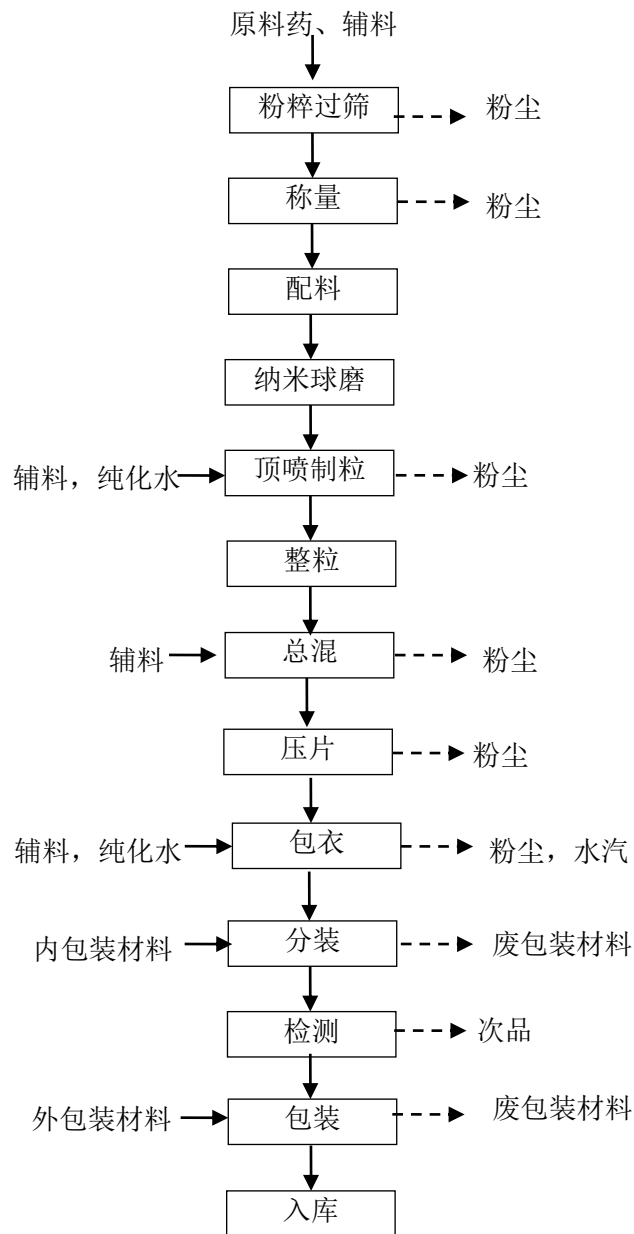 原料药、辅料
粉粹过筛
粉尘
称量
粉尘
配料
纳米球磨
辅料，纯化水
顶喷制粒
粉尘
整粒
辅料
总混
粉尘
压片
粉尘
辅料，纯化水
包衣
粉尘，水汽
内包装材料
分装
废包装材料
检测
次品
外包装材料
包装
废包装材料
入库